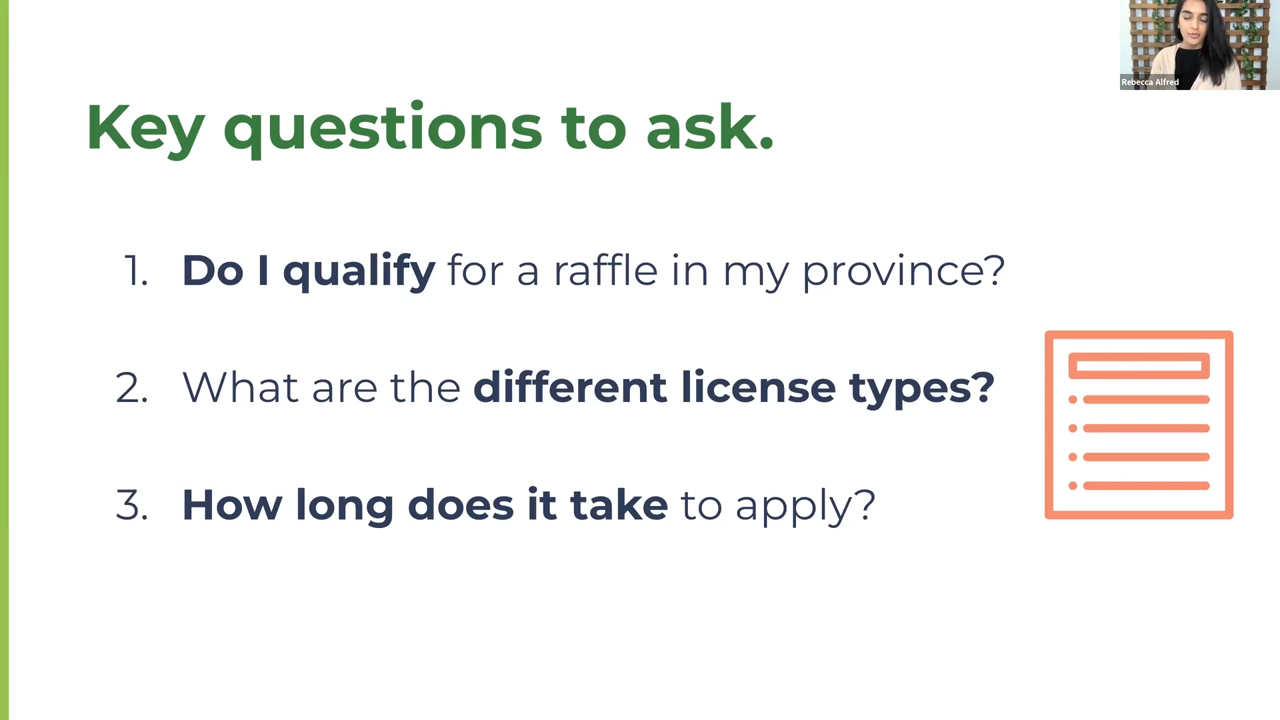 Rebecca Alfred
Key questions to ask.
1. Do I qualify for a raffle in my province?
2. What are the different license types?
3. How long does it take to apply?